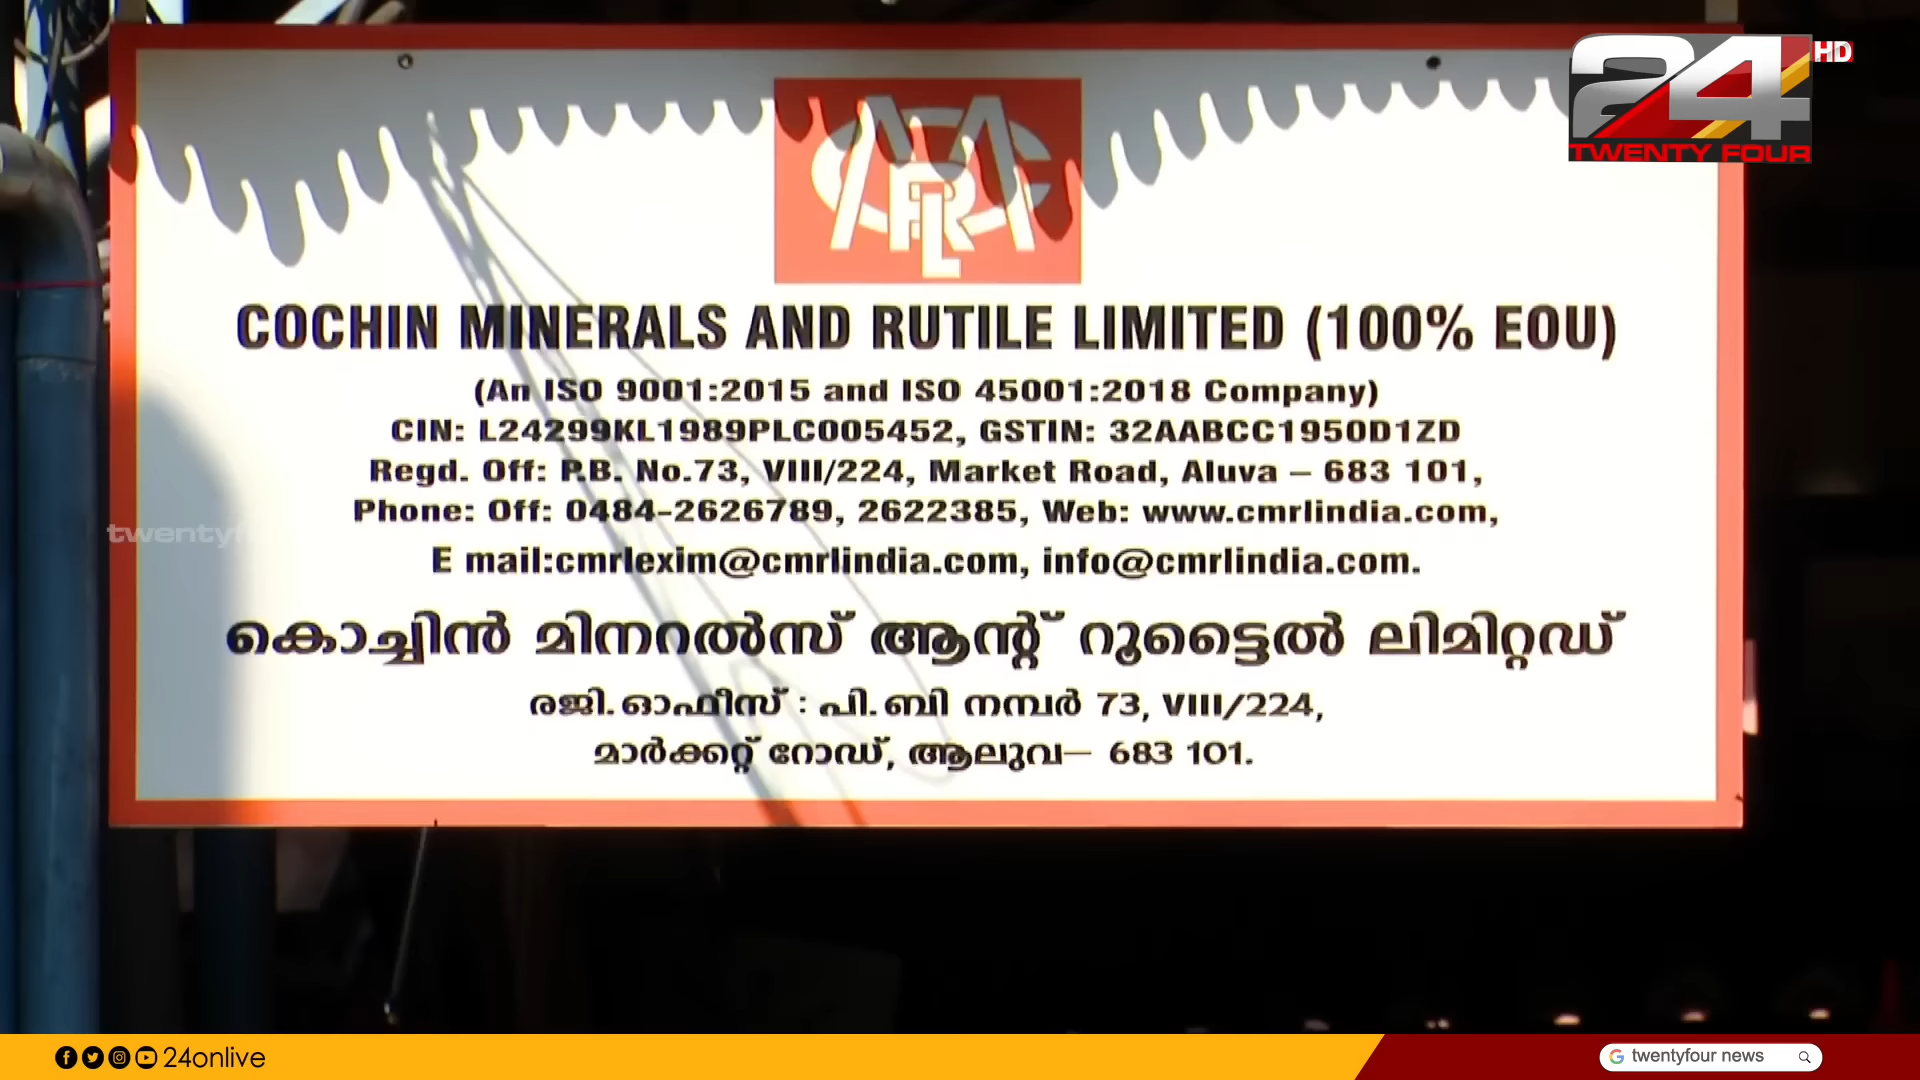 24 HD
TWENTY FOUR
CMRL
COCHIN MINERALS AND RUTILE LIMITED (100% EOU)
(An ISO 9001:2015 and ISO 45001:2018 Company)
CIN: L24299KL1989PLC005452, GSTIN: 32AABCC1950D1ZD
Regd. Off: P.B. No.73, VIII/224, Market Road, Aluva – 683 101,
Phone: Off: 0484-2626789, 2622385, Web: www.cmrlindia.com,
E mail:cmrlexim@cmrlindia.com, info@cmrlindia.com.
കൊച്ചിൻ മിനറൽസ് ആന്റ് റൂട്ടൈൽ ലിമിറ്റഡ്
രജി.ഓഫീസ് : പി.ബി നമ്പർ 73, VIII/224,
മാർക്കറ്റ് റോഡ്, ആലുവ– 683 101.
24onlive
twentyfour news